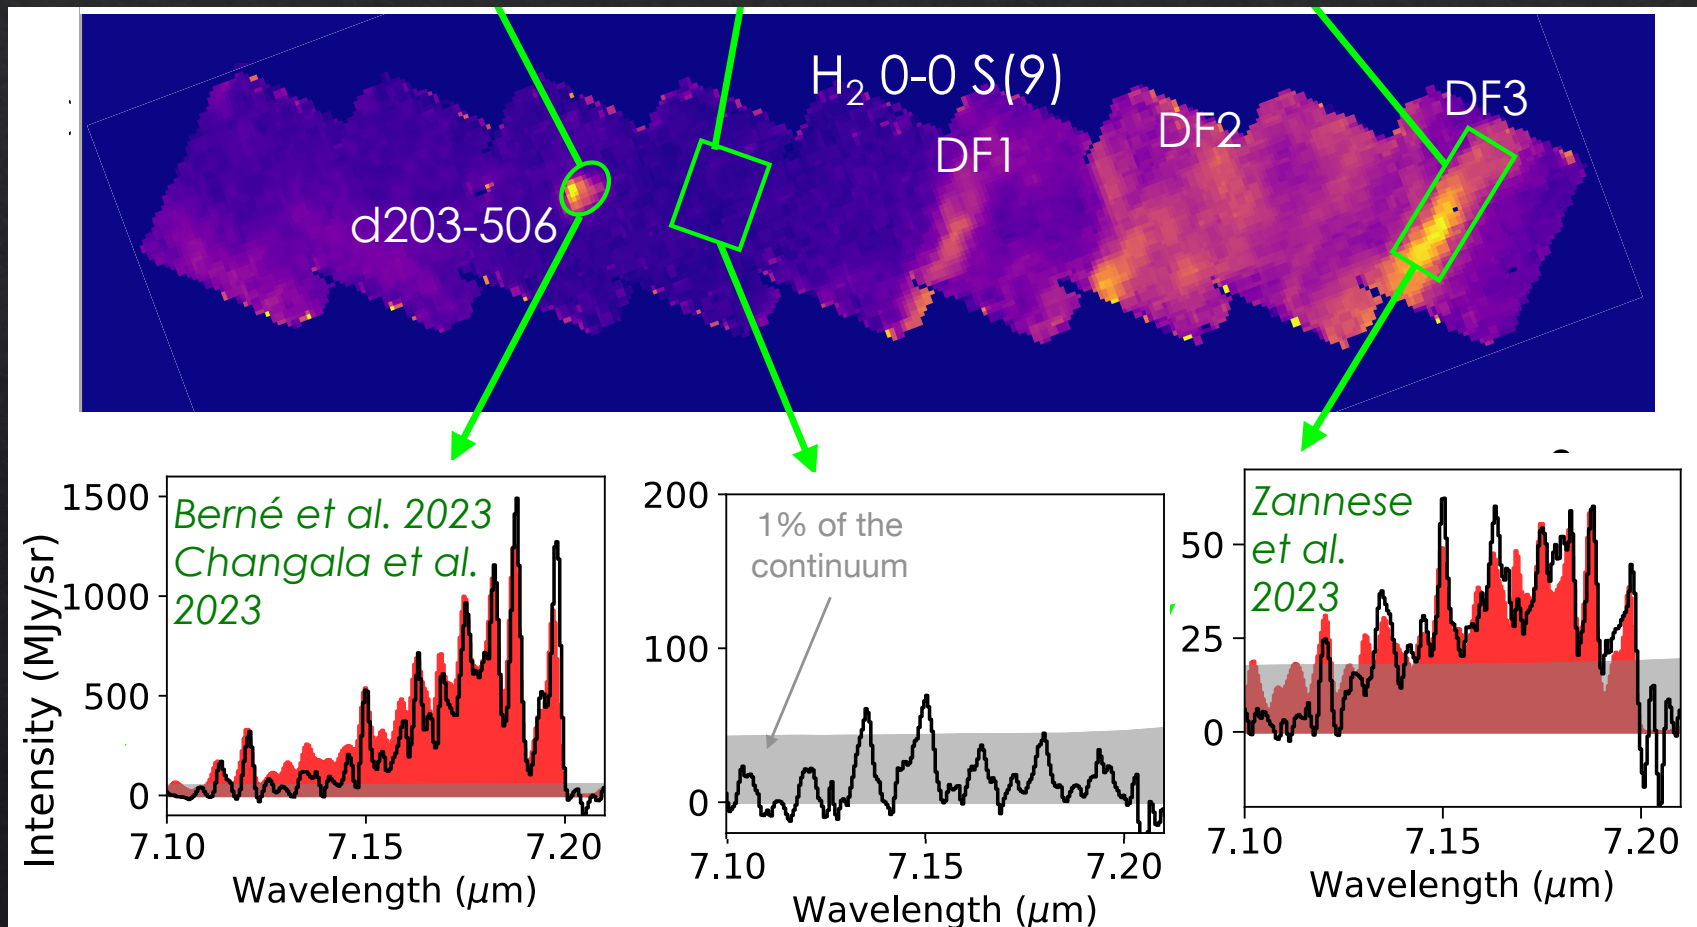 H₂ 0-0 S(9)
DF1
DF2
DF3
d203-506
Intensity (MJy/sr)
1500
1000
500
0
Berné et al. 2023
Changala et al.
2023
7.10 7.15 7.20
Wavelength (μm)
200
100
0
1% of the
continuum
7.10 7.15 7.20
Wavelength (μm)
50
25
0
Zannese
et al.
2023
7.10 7.15 7.20
Wavelength (μm)